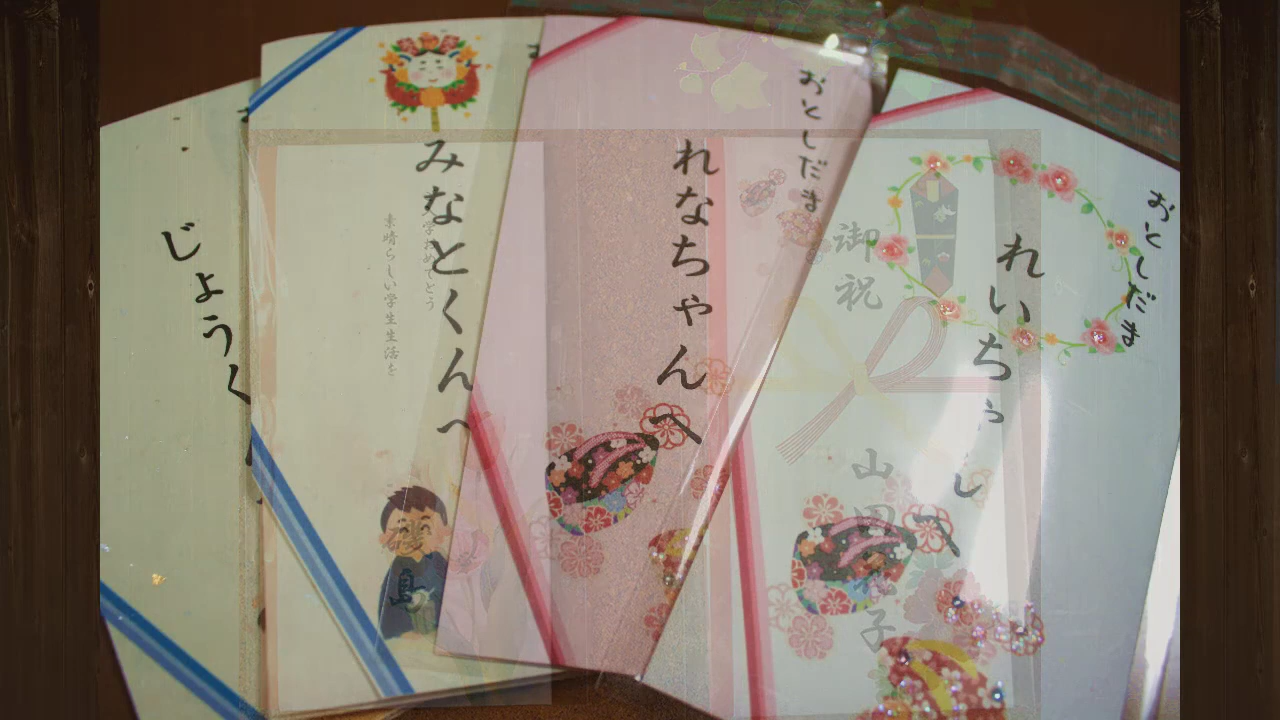 おとしだま
れいちゃんへ
おとしだま
れなちゃんへ
みなとくんへ
じょうく
御祝
山田
子
入学おめでとう
素晴らしい学生生活を